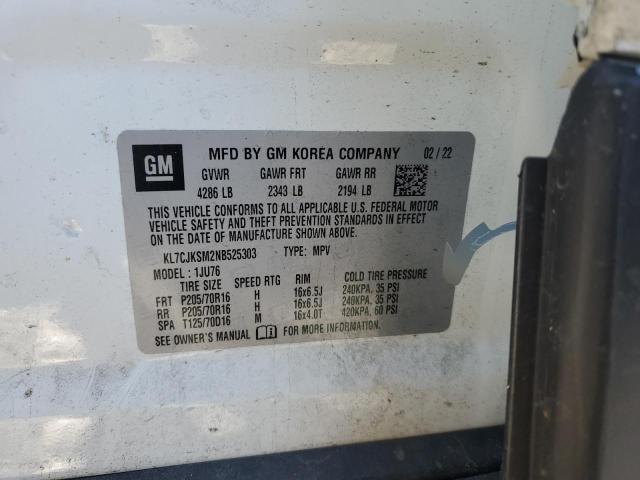 GM
MFD BY GM KOREA COMPANY 02 / 22
GVWR GAWR FRT GAWR RR
4286 LB 2343 LB 2194 LB
THIS VEHICLE CONFORMS TO ALL APPLICABLE U.S. FEDERAL MOTOR
VEHICLE SAFETY AND THEFT PREVENTION STANDARDS IN EFFECT
ON THE DATE OF MANUFACTURE SHOWN ABOVE.
KL7CJKSM2NB525303 TYPE: MPV
MODEL : 1JU76
TIRE SIZE SPEED RTG RIM COLD TIRE PRESSURE
FRT P205/70R16 H 16x6.5J 240KPA, 35 PSI
RR P205/70R16 H 16x6.5J 240KPA, 35 PSI
SPA T125/70D16 M 16x4.0T 420KPA, 60 PSI
SEE OWNER'S MANUAL FOR MORE INFORMATION.